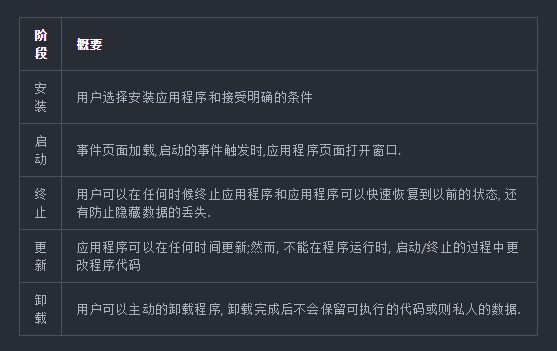 阶
段
概要
安
装
用户选择安装应用程序和接受明确的条件
启
动
事件页面加载,启动的事件触发时,应用程序页面打开窗口.
终
止
用户可以在任何时候终止应用程序和应用程序可以快速恢复到以前的状态, 还
有防止隐藏数据的丢失.
更
新
应用程序可以在任何时间更新;然而, 不能在程序运行时, 启动/终止的过程中更
改程序代码
卸
载
用户可以主动的卸载程序, 卸载完成后不会保留可执行的代码或则私人的数据.